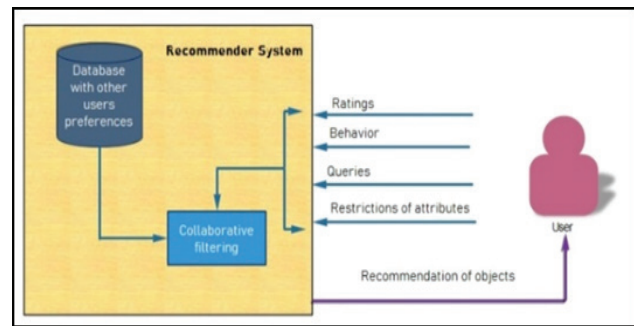 Recommender System
Database
with other
users
preferences
Collaborative
filtering
Ratings
Behavior
Queries
Restrictions of attributes
User
Recommendation of objects